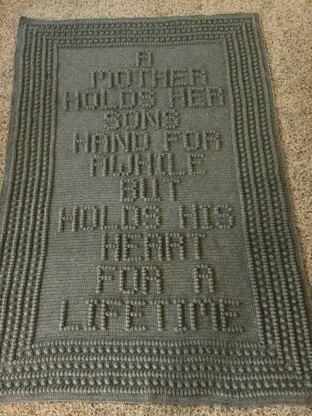 A
MOTHER
HOLDS HER
SONS
HAND FOR
AWHILE
BUT
HOLDS HIS
HEART
FOR A
LIFETIME